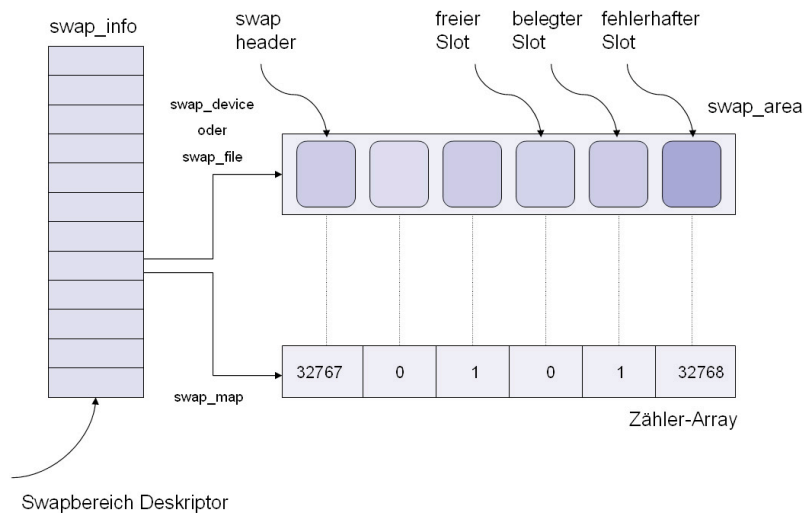 swap_info
swap
header
freier
Slot
belegter
Slot
fehlerhafter
Slot
swap_device
oder
swap_file
swap_area
32767 0 1 0 1 32768
swap_map
Zähler-Array
Swapbereich Deskriptor